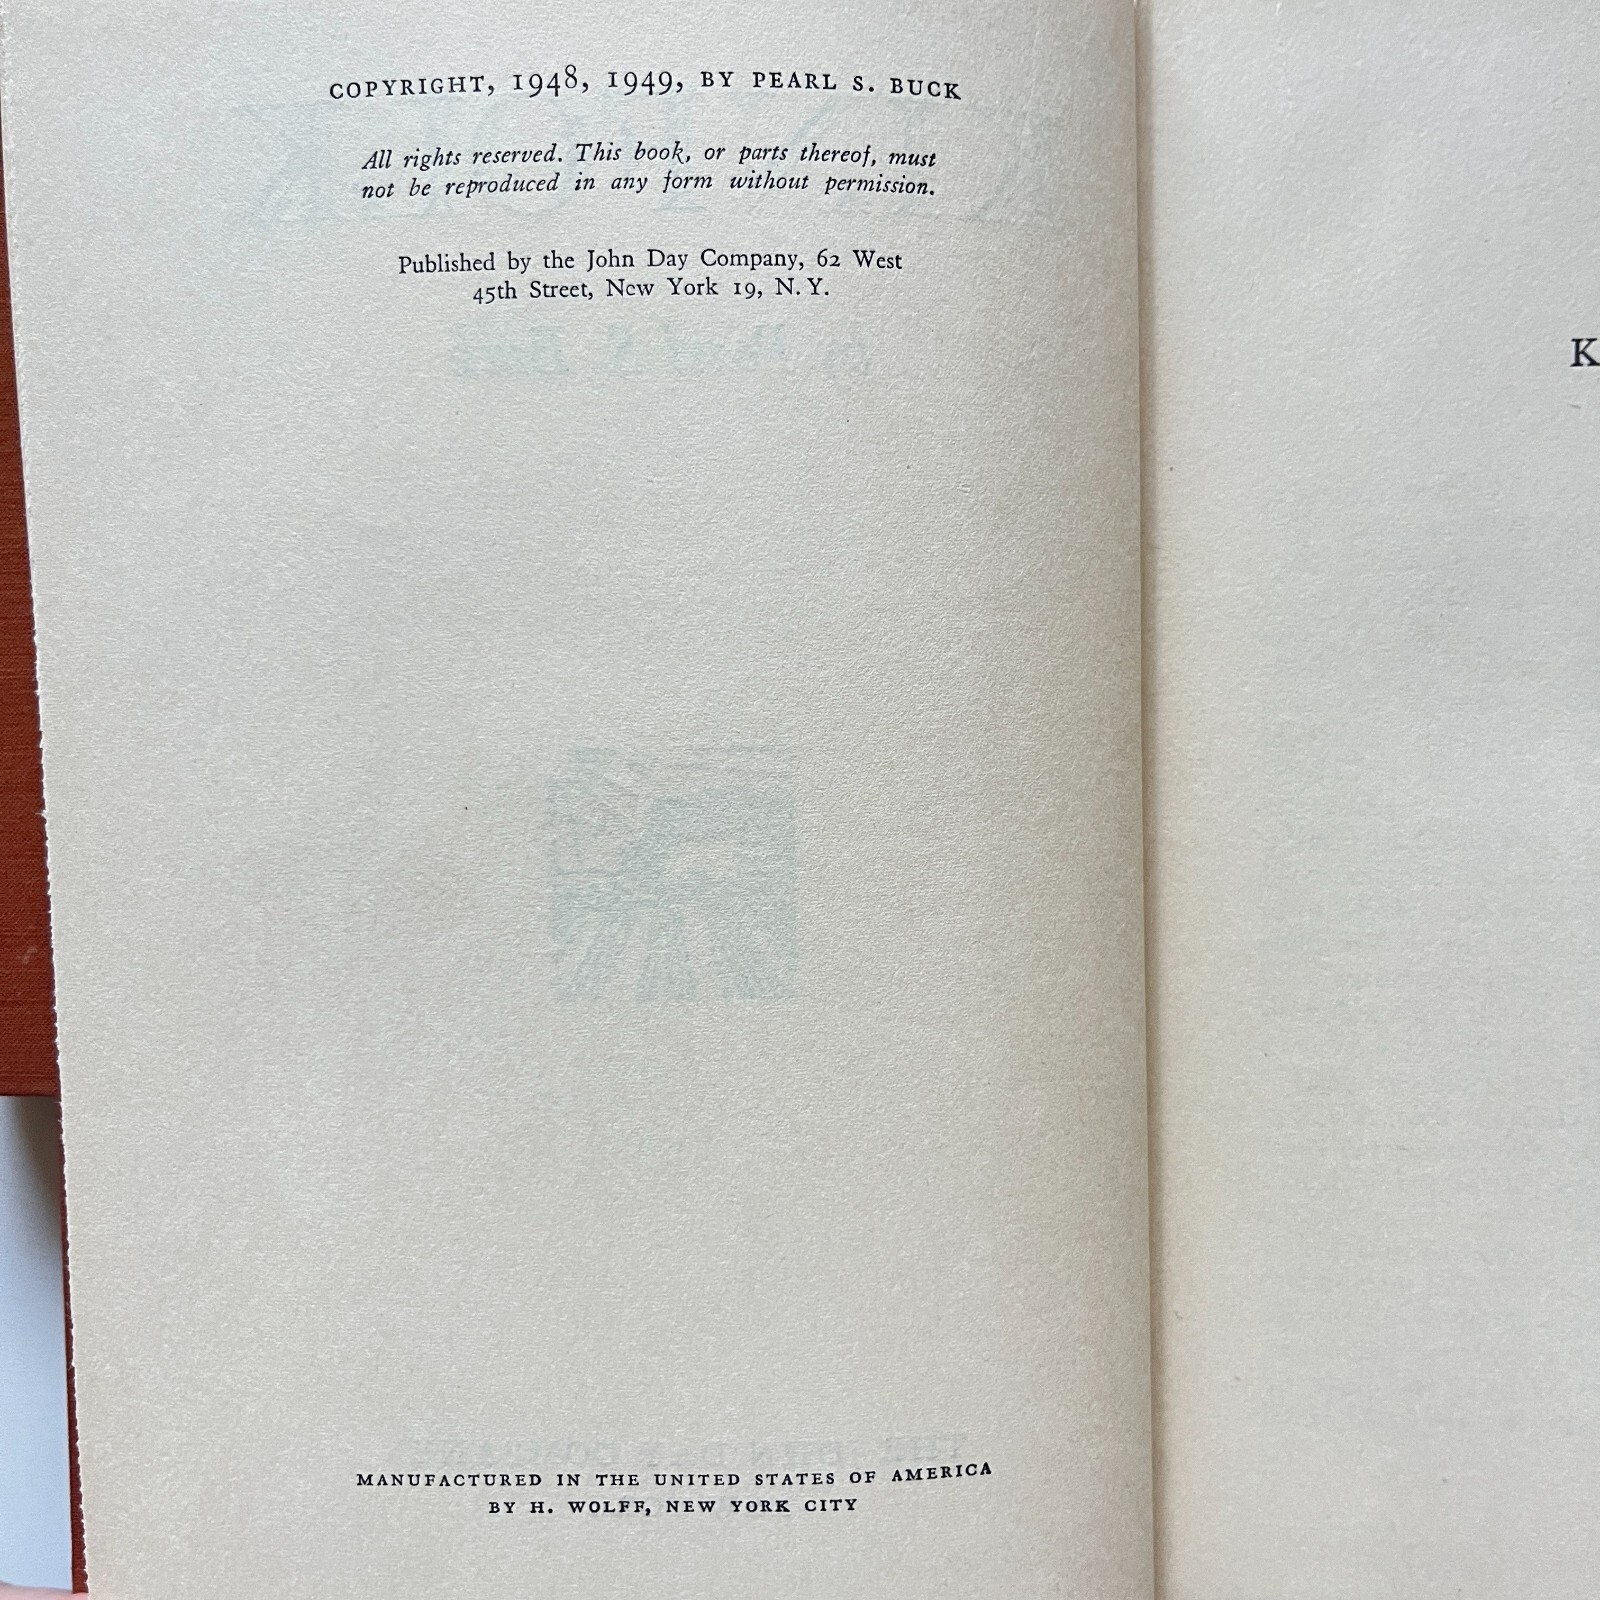 COPYRIGHT, 1948, 1949, BY PEARL S. BUCK
All rights reserved. This book, or parts thereof, must
not be reproduced in any form without permission.
Published by the John Day Company, 62 West
45th Street, New York 19, N. Y.
K
MANUFACTURED IN THE UNITED STATES OF AMERICA
BY H. WOLFF, NEW YORK CITY